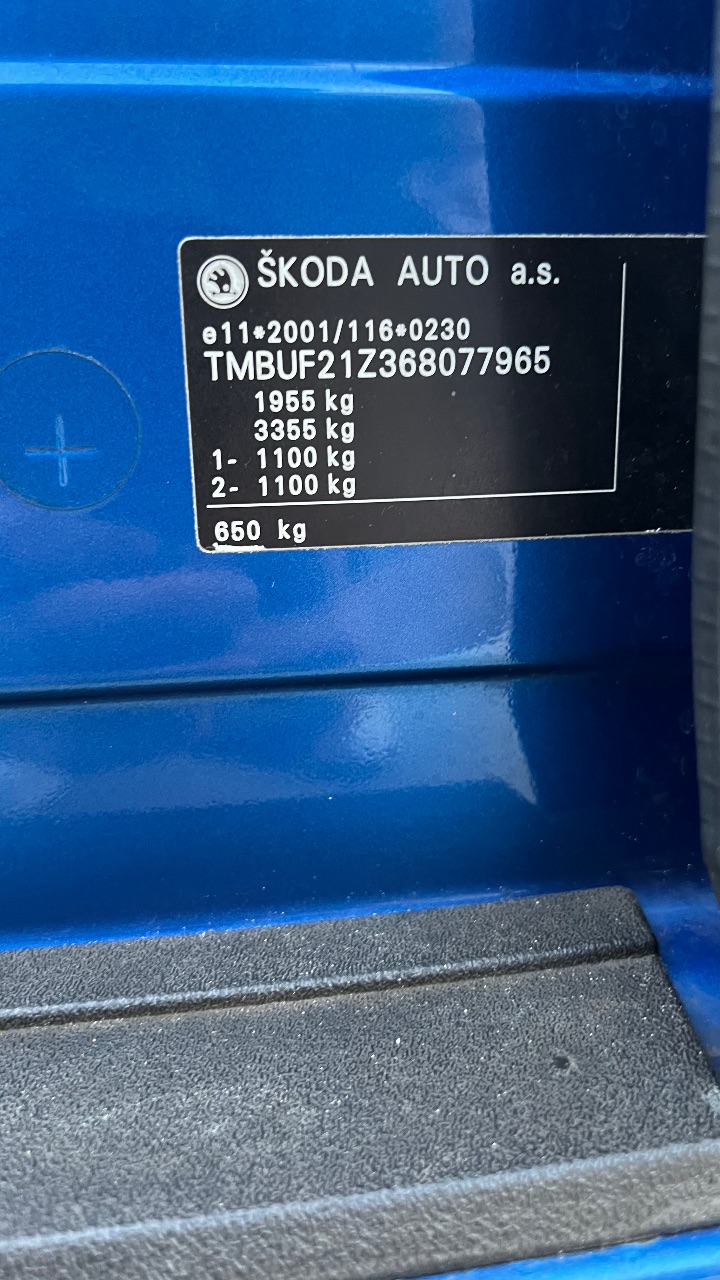 ŠKODA AUTO a.s.
e11*2001/116*0230
TMBUF21Z368077965
1955 kg
3355 kg
1- 1100 kg
2- 1100 kg
650 kg